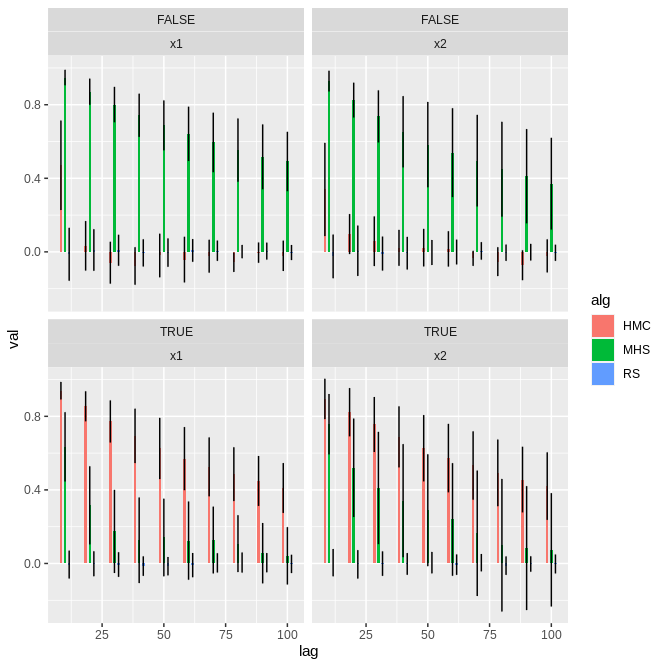 FALSE
FALSE
x1
x2
0.8
0.4
0.0
TRUE
TRUE
x1
x2
0.8
0.4
0.0
25
50
75
100
25
50
75
100
lag
val
alg
HMC
MHS
RS